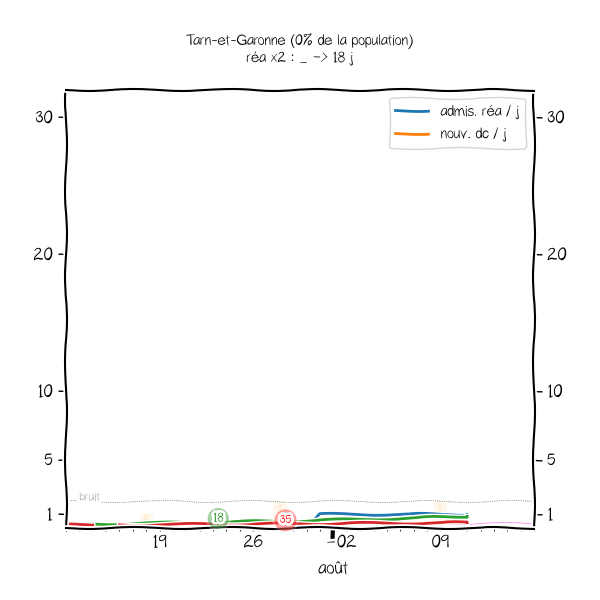 Tarn-et-Garonne (0% de la population)
réa x2 : _ -> 18 j
admis. réa / j
nouv. dc / j
30 30
20 20
10 10
5 5
bruit
1 1
18 35
19 26 02 09
août